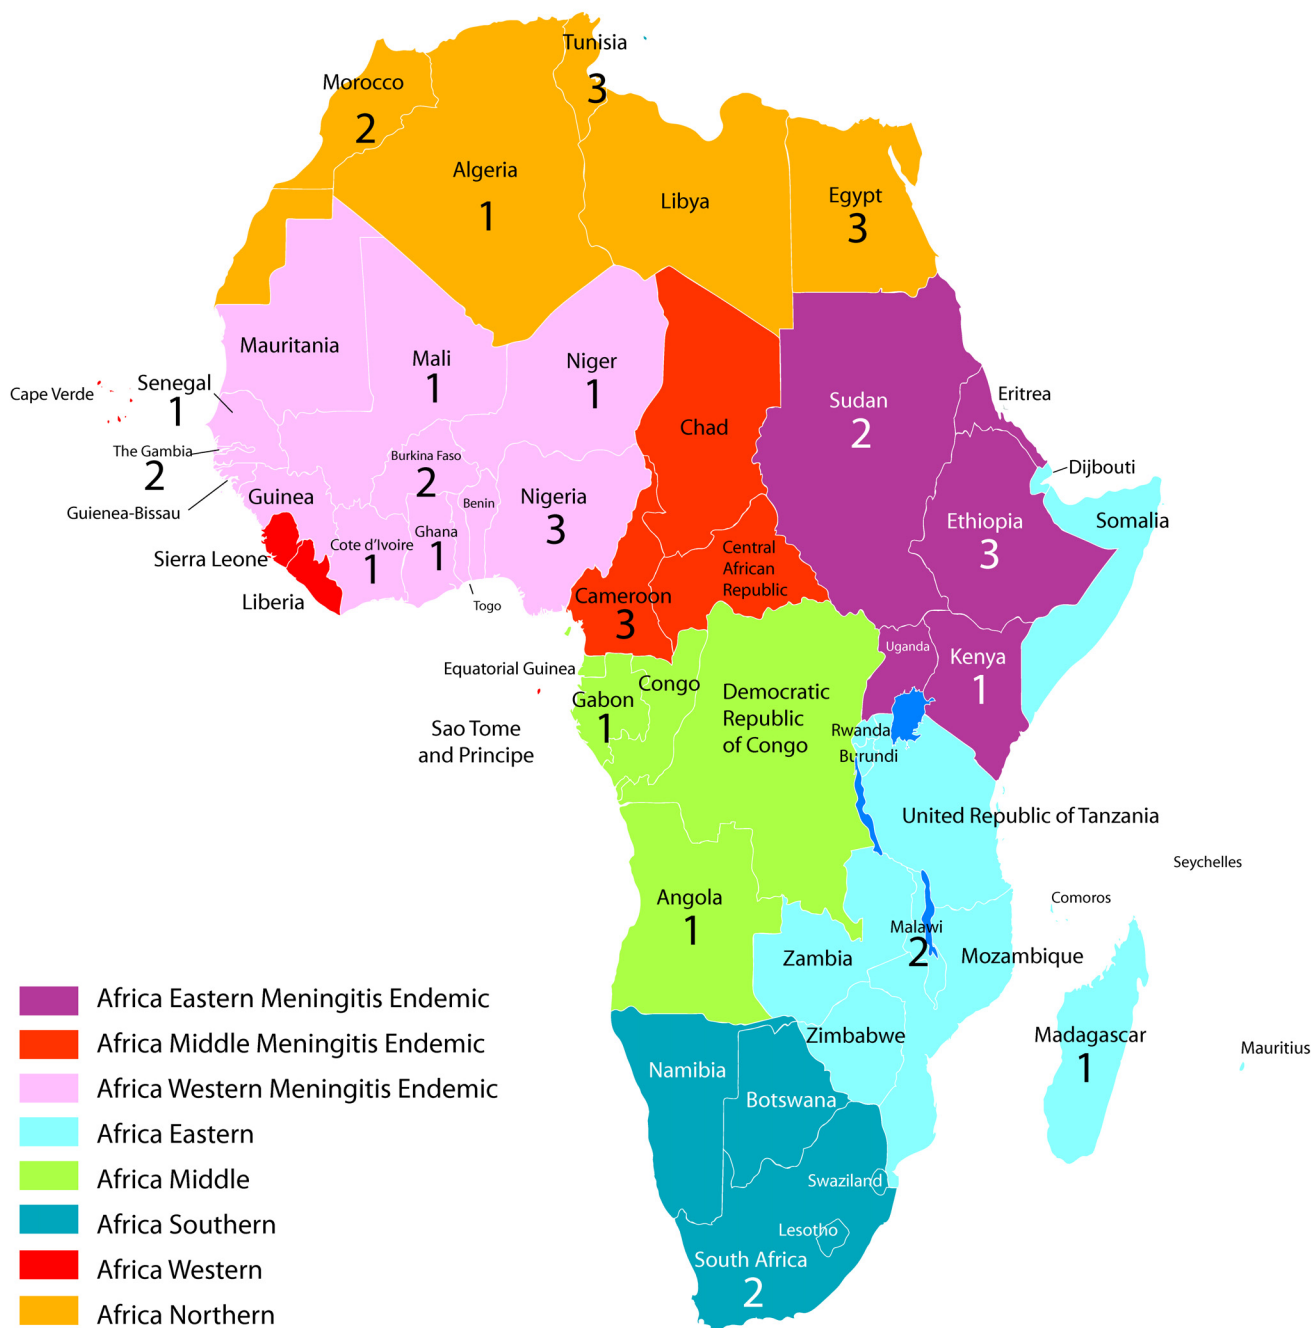 Tunisia
3
Morocco
2
Algeria
1
Libya
Egypt
3
Mauritania
Mali
1
Niger
1
Chad
Sudan
2
Eritrea
Cape Verde
Senegal
1
The Gambia
2
Guienea-Bissau
Guinea
Burkina Faso
2
Benin
Nigeria
3
Djibouti
Ethiopia
3
Somalia
Sierra Leone
Cote d'Ivoire
1
Ghana
1
Togo
Liberia
Central
African
Republic
Cameroon
3
Uganda
Kenya
1
Equatorial Guinea
Gabon
1
Congo
Democratic
Republic
of Congo
Sao Tome
and Principe
Rwanda
Burundi
United Republic of Tanzania
Seychelles
Comoros
Angola
1
Malawi
2
Zambia
Mozambique
Zimbabwe
Madagascar
1
Mauritius
Namibia
Botswana
Swaziland
Lesotho
South Africa
2
Africa Eastern Meningitis Endemic
Africa Middle Meningitis Endemic
Africa Western Meningitis Endemic
Africa Eastern
Africa Middle
Africa Southern
Africa Western
Africa Northern